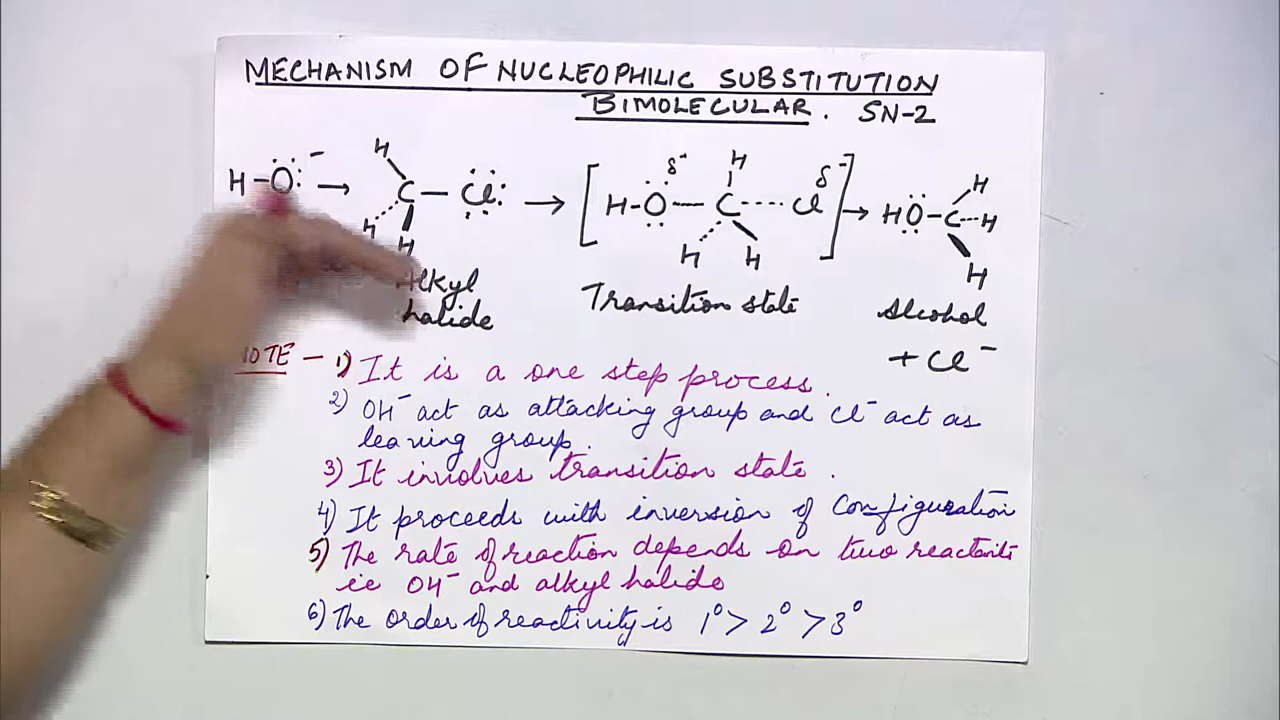 MECHANISM OF NUCLEOPHILIC SUBSTITUTION
BIMOLECULAR. SN-2
H-Ö:⁻ → H C - Cl: → [H-O — C ---- Cl] → HO-C---H
δ⁻ H δ⁻ H
H H H H H
Alkyl halide
Transition state
Alcohol
+ Cl⁻
NOTE - 1) It is a one step process.
2) OH⁻ act as attacking group and Cl⁻ act as
leaving group.
3) It involves transition state.
4) It proceeds with inversion of Configuration
5) The rate of reaction depends on two reactants
ie OH⁻ and alkyl halide
6) The order of reactivity is 1° > 2° > 3°